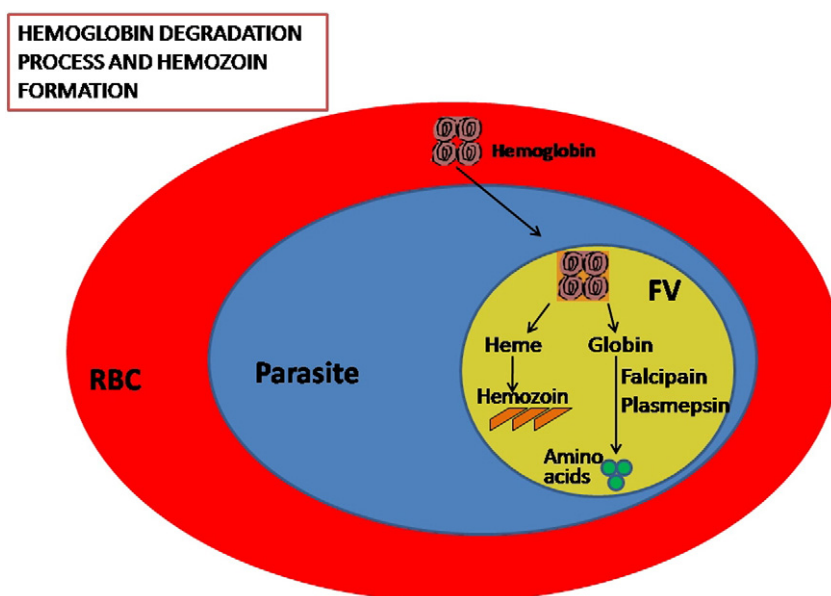 HEMOGLOBIN DEGRADATION
PROCESS AND HEMOZOIN
FORMATION
Hemoglobin
FV
Heme
Globin
RBC
Parasite
Falcipain
Hemozoin
Plasmepsin
Amino
acids